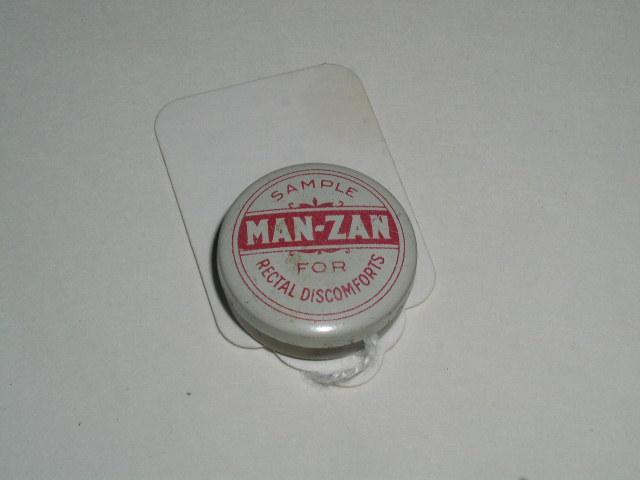 SAMPLE
MAN-ZAN
FOR
RECTAL DISCOMFORTS